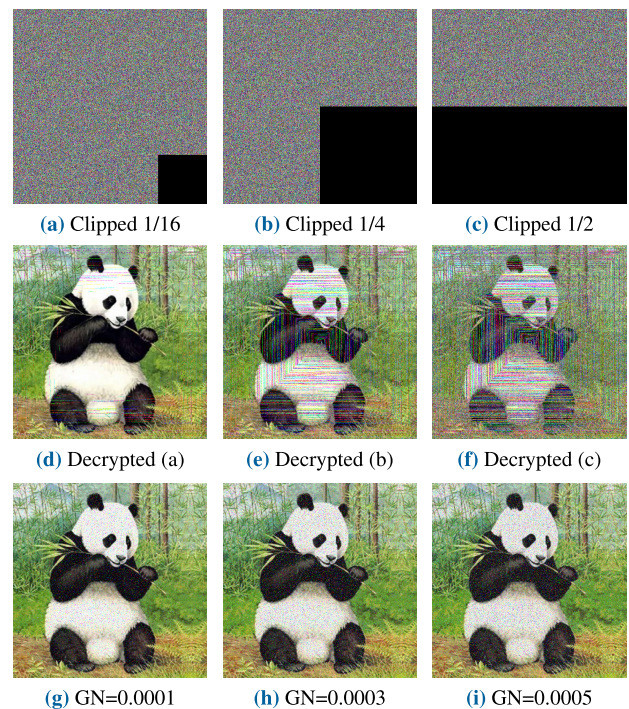 (a) Clipped 1/16
(b) Clipped 1/4
(c) Clipped 1/2
(d) Decrypted (a)
(e) Decrypted (b)
(f) Decrypted (c)
(g) GN=0.0001
(h) GN=0.0003
(i) GN=0.0005